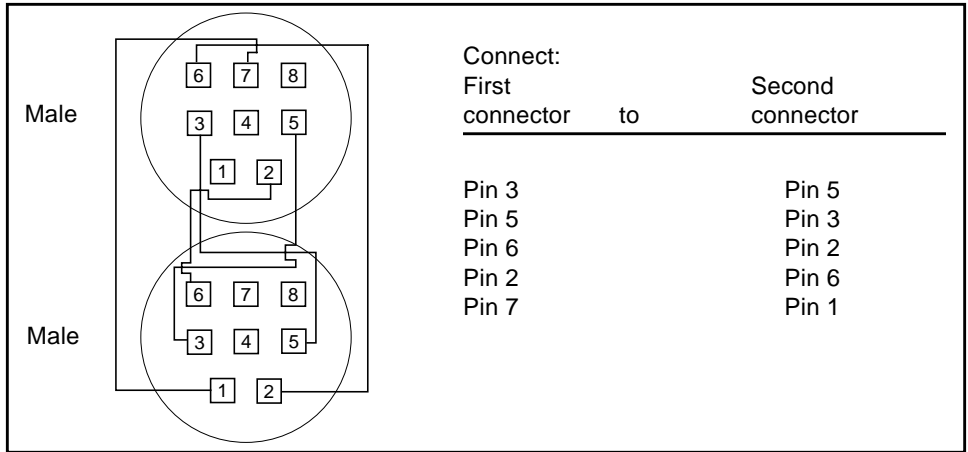 Male
6 7 8
3 4 5
1 2
Male
6 7 8
3 4 5
1 2
Connect:
First Second
connector to connector
Pin 3 Pin 5
Pin 5 Pin 3
Pin 6 Pin 2
Pin 2 Pin 6
Pin 7 Pin 1